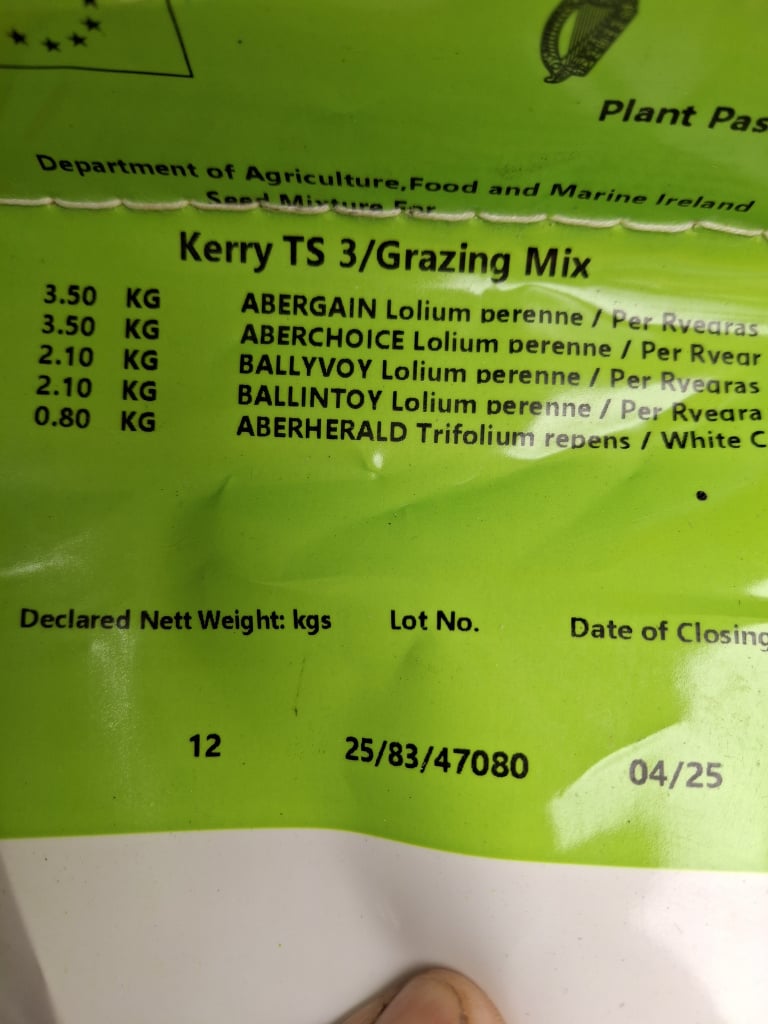 Plant Pas
Department of Agriculture,Food and Marine Ireland
Seed Mixture For
Kerry TS 3/Grazing Mix
3.50 KG ABERGAIN Lolium perenne / Per Ryegras
3.50 KG ABERCHOICE Lolium perenne / Per Ryegr
2.10 KG BALLYVOY Lolium perenne / Per Ryegras
2.10 KG BALLINTOY Lolium perenne / Per Ryegra
0.80 KG ABERHERALD Trifolium repens / White C
Declared Nett Weight: kgs Lot No. Date of Closing
12 25/83/47080 04/25